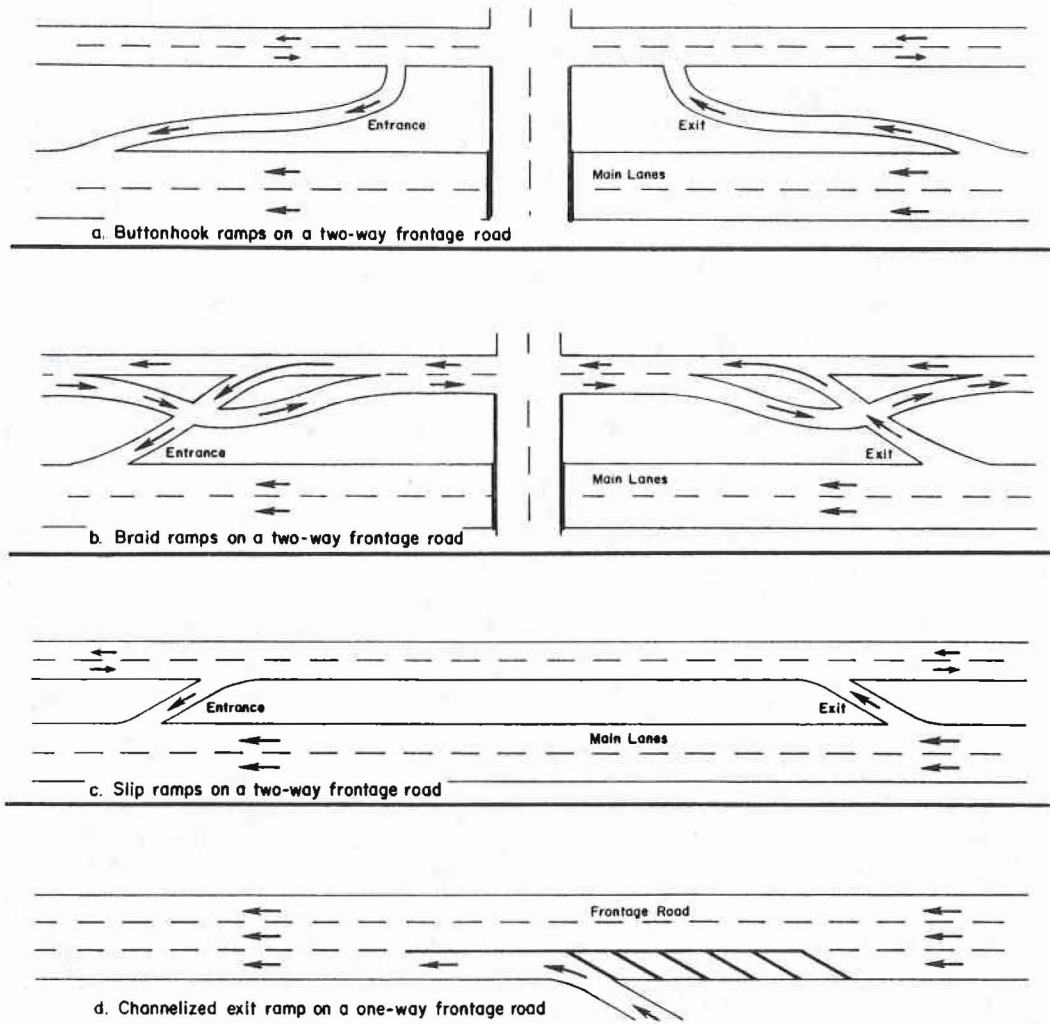 Entrance
Exit
Main Lanes
a. Buttonhook ramps on a two-way frontage road
Entrance
Exit
Main Lanes
b. Braid ramps on a two-way frontage road
Entrance
Exit
Main Lanes
c. Slip ramps on a two-way frontage road
Frontage Road
d. Channelized exit ramp on a one-way frontage road